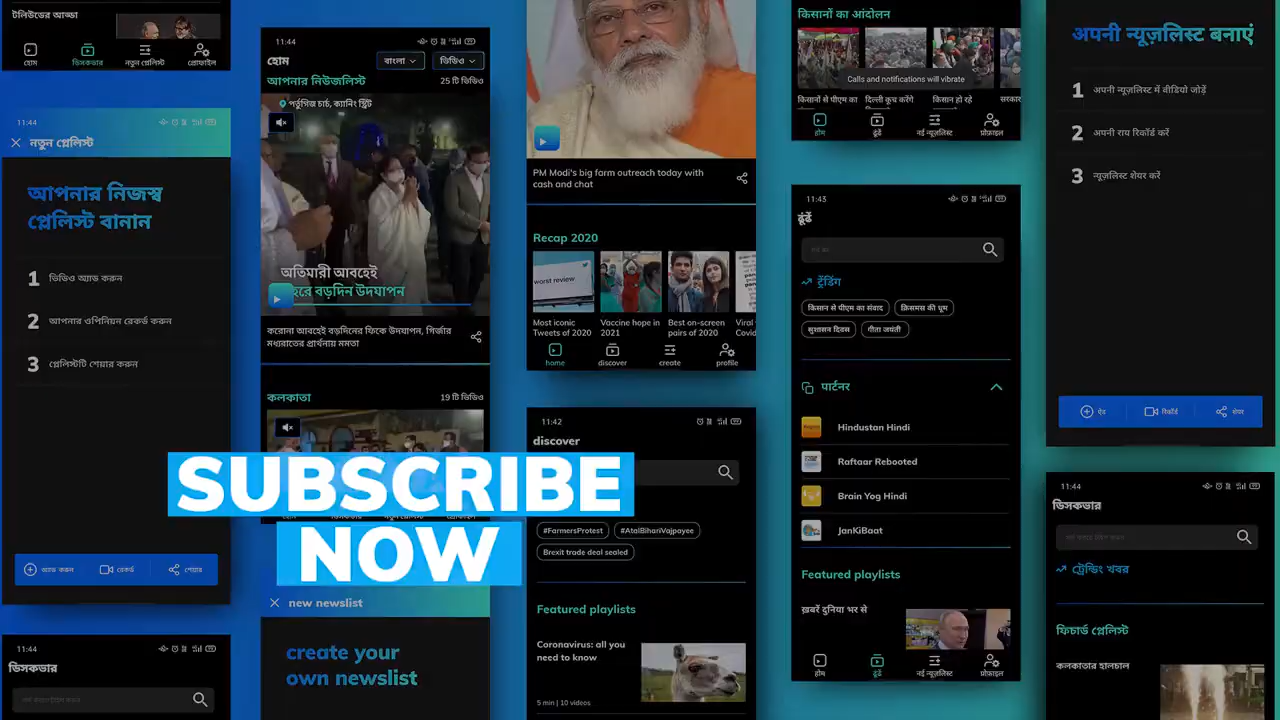 টলিউডের আড্ডা
হোম
ডিসকভার
নতুন প্লেলিস্ট
প্রোফাইল
11:44
নতুন প্লেলিস্ট
আপনার নিজস্ব
প্লেলিস্ট বানান
1 ভিডিও অ্যাড করুন
2 আপনার ওপিনিয়ন রেকর্ড করুন
3 প্লেলিস্টটি শেয়ার করুন
অ্যাড করুন
রেকর্ড
শেয়ার
11:44
ডিসকভার
11:44
হোম
বাংলা
ভিডিও
আপনার নিউজলিস্ট
25 টি ভিডিও
পর্তুগিজ চার্চ, ক্যানিং স্ট্রিট
অতিমারী আবহেই
হরে বড়দিন উদযাপন
করোনা আবহেই বড়দিনের ফিকে উদযাপন, গির্জার
মধ্যরাতের প্রার্থনায় মমতা
কলকাতা
19 টি ভিডিও
SUBSCRIBE
NOW
new newslist
create your
own newslist
PM Modi's big farm outreach today with
cash and chat
Recap 2020
worst review
Most iconic
Tweets of 2020
Vaccine hope in
2021
Best on-screen
pairs of 2020
Viral
Covid
home
discover
create
profile
11:42
discover
#FarmersProtest
#AtalBihariVajpayee
Brexit trade deal sealed
Featured playlists
Coronavirus: all you
need to know
5 min | 10 videos
किसानों का आंदोलन
Calls and notifications will vibrate
किसानों से पीएम का
दिल्ली कूच करेंगे
किसान हो रहे
सरकार
होम
ढूंढें
नई न्यूज़लिस्ट
प्रोफ़ाइल
11:43
ढूंढें
ट्रेंडिंग
किसान से पीएम का संवाद
क्रिसमस की धूम
सुशासन दिवस
गीता जयंती
पार्टनर
Hindustan Hindi
Raftaar Rebooted
Brain Yog Hindi
JanKiBaat
Featured playlists
ख़बरें दुनिया भर से
होम
ढूंढें
नई न्यूज़लिस्ट
प्रोफ़ाइल
अपनी न्यूज़लिस्ट बनाएं
1 अपनी न्यूज़लिस्ट में वीडियो जोड़ें
2 अपनी राय रिकॉर्ड करें
3 न्यूज़लिस्ट शेयर करें
ऐड
रिकॉर्ड
शेयर
11:44
ডিসকভার
ট্রেন্ডিং খবর
ফিচার্ড প্লেলিস্ট
কলকাতার হালচাল